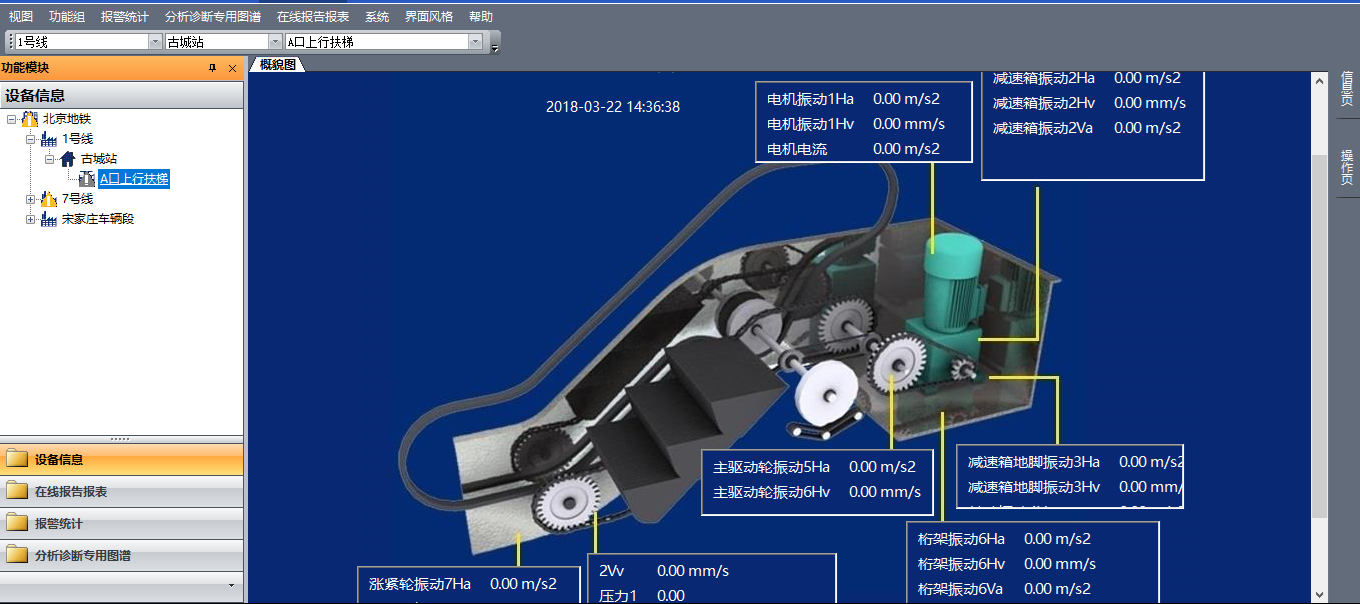 视图 功能组 报警统计 分析诊断专用图谱 在线报告报表 系统 界面风格 帮助
1号线 古城站 A口上行扶梯
功能模块
概貌图
设备信息
北京地铁
1号线
古城站
A口上行扶梯
7号线
宋家庄车辆段
设备信息
在线报告报表
报警统计
分析诊断专用图谱
2018-03-22 14:36:38
电机振动1Ha 0.00 m/s2
电机振动1Hv 0.00 mm/s
电机电流 0.00 m/s2
减速箱振动2Ha 0.00 m/s2
减速箱振动2Hv 0.00 mm/s
减速箱振动2Va 0.00 m/s2
主驱动轮振动5Ha 0.00 m/s2
主驱动轮振动6Hv 0.00 mm/s
减速箱地脚振动3Ha 0.00 m/s2
减速箱地脚振动3Hv 0.00 mm/
桁架振动6Ha 0.00 m/s2
桁架振动6Hv 0.00 mm/s
桁架振动6Va 0.00 m/s2
涨紧轮振动7Ha 0.00 m/s2
2Vv 0.00 mm/s
压力1 0.00
信息页
操作页